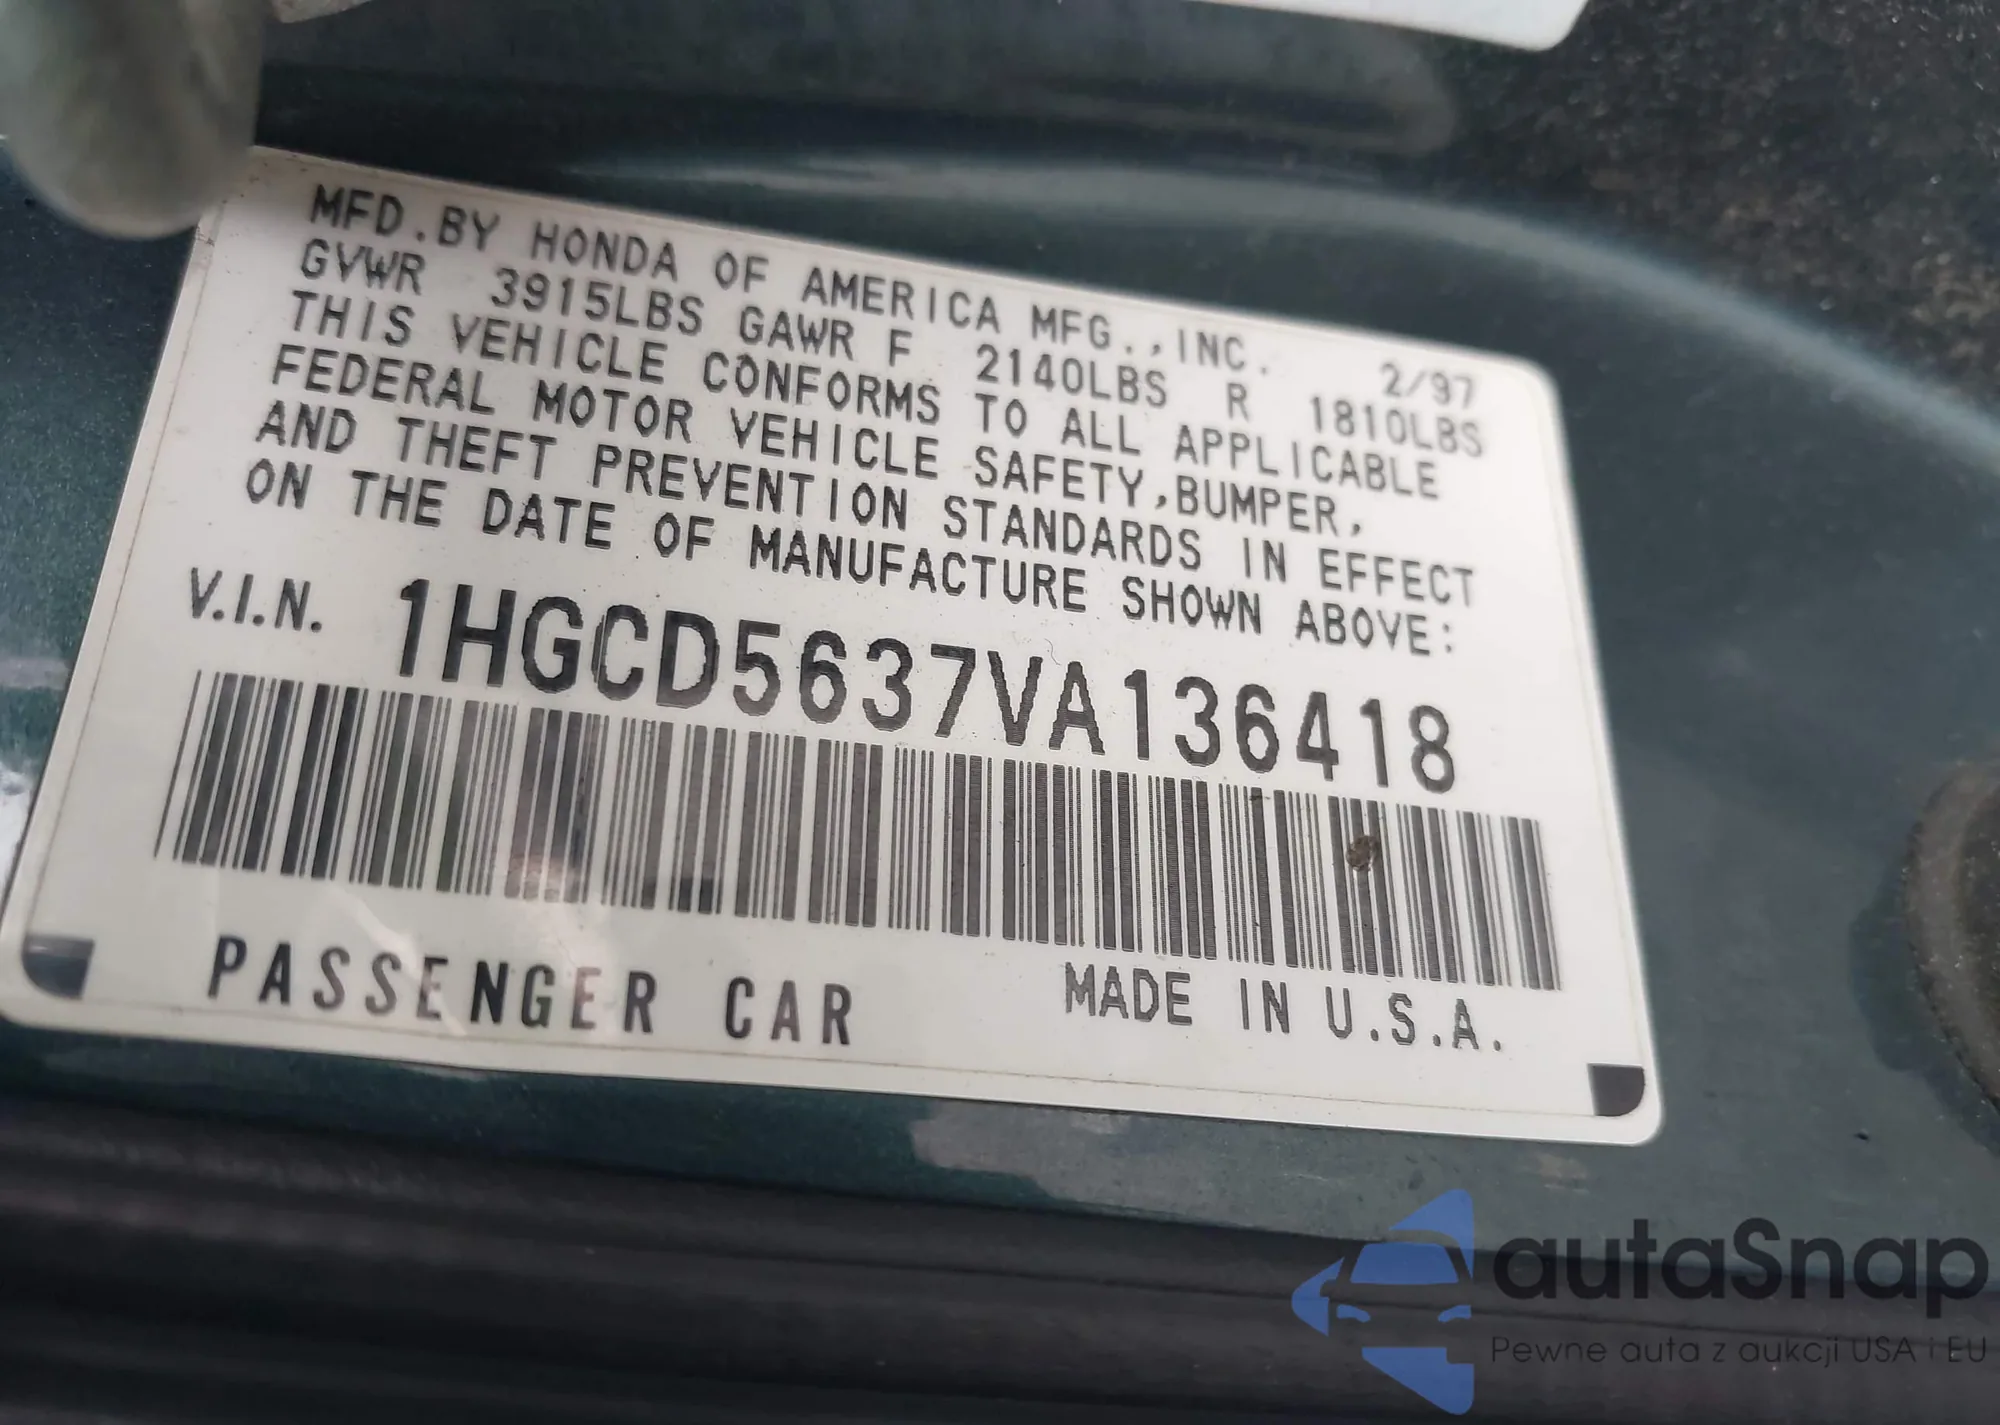 MFD.BY HONDA OF AMERICA MFG.,INC. 2/97
GVWR 3915LBS GAWR F 2140LBS R 1810LBS
THIS VEHICLE CONFORMS TO ALL APPLICABLE
FEDERAL MOTOR VEHICLE SAFETY,BUMPER,
AND THEFT PREVENTION STANDARDS IN EFFECT
ON THE DATE OF MANUFACTURE SHOWN ABOVE:
V.I.N. 1HGCD5637VA136418
PASSENGER CAR MADE IN U.S.A.
autaSnap
Pewne auta z aukcji USA i EU